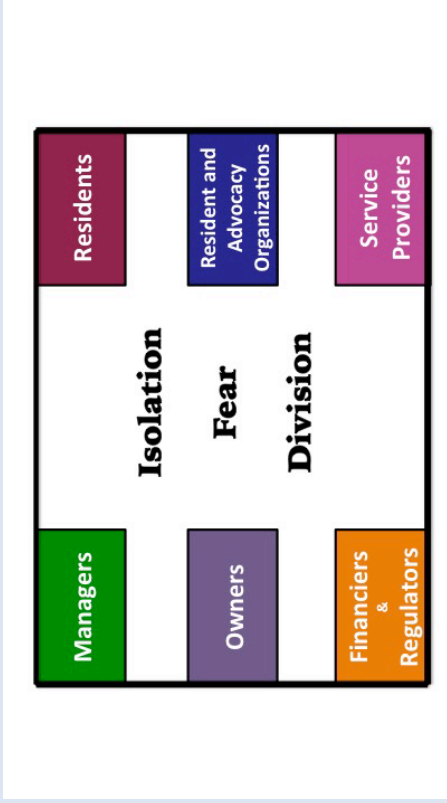 Managers
Residents
Isolation
Owners
Fear
Resident and
Advocacy
Organizations
Division
Financiers
&
Regulators
Service
Providers